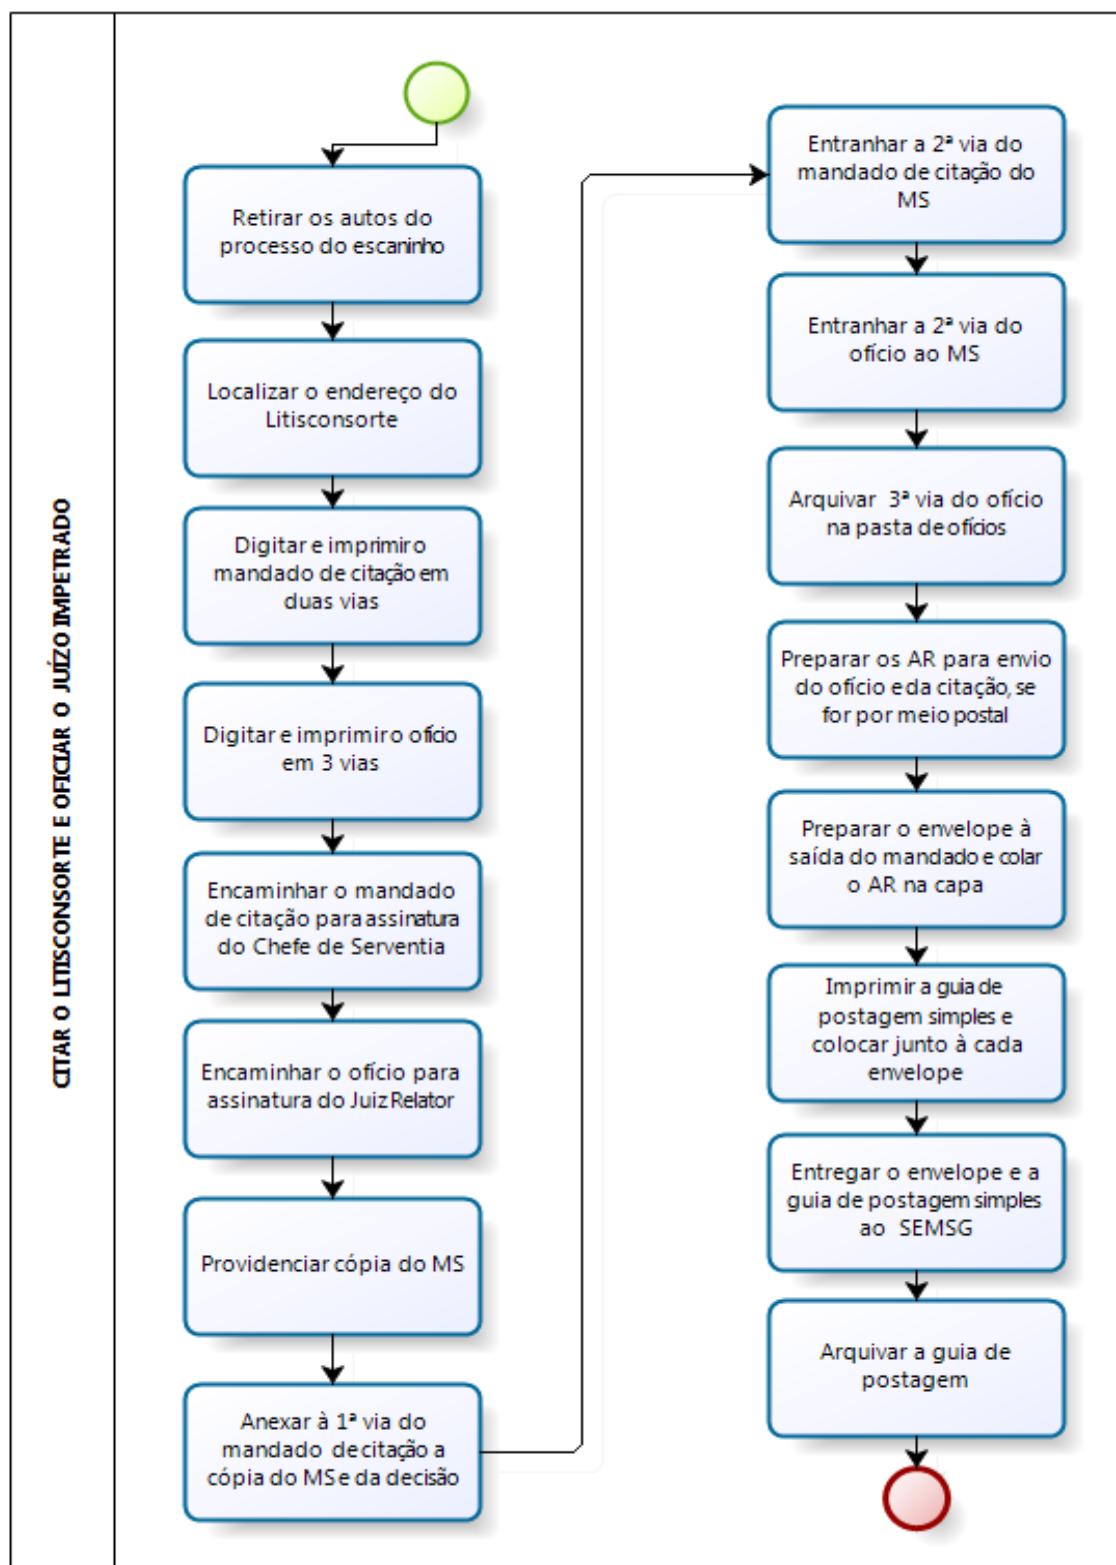 CITAR O LITISCONSORTE E OFICIAR O JUÍZO IMPETRADO
Retirar os autos do
processo do escaninho
Localizar o endereço do
Litisconsorte
Digitar e imprimir o
mandado de citação em
duas vias
Digitar e imprimir o ofício
em 3 vias
Encaminhar o mandado
de citação para assinatura
do Chefe de Serventia
Encaminhar o ofício para
assinatura do Juiz Relator
Providenciar cópia do MS
Anexar à 1ª via do
mandado de citação a
cópia do MS e da decisão
Entranhar a 2ª via do
mandado de citação do
MS
Entranhar a 2ª via do
ofício ao MS
Arquivar 3ª via do ofício
na pasta de ofícios
Preparar os AR para envio
do ofício e da citação, se
for por meio postal
Preparar o envelope à
saída do mandado e colar
o AR na capa
Imprimir a guia de
postagem simples e
colocar junto à cada
envelope
Entregar o envelope e a
guia de postagem simples
ao SEMSG
Arquivar a guia de
postagem